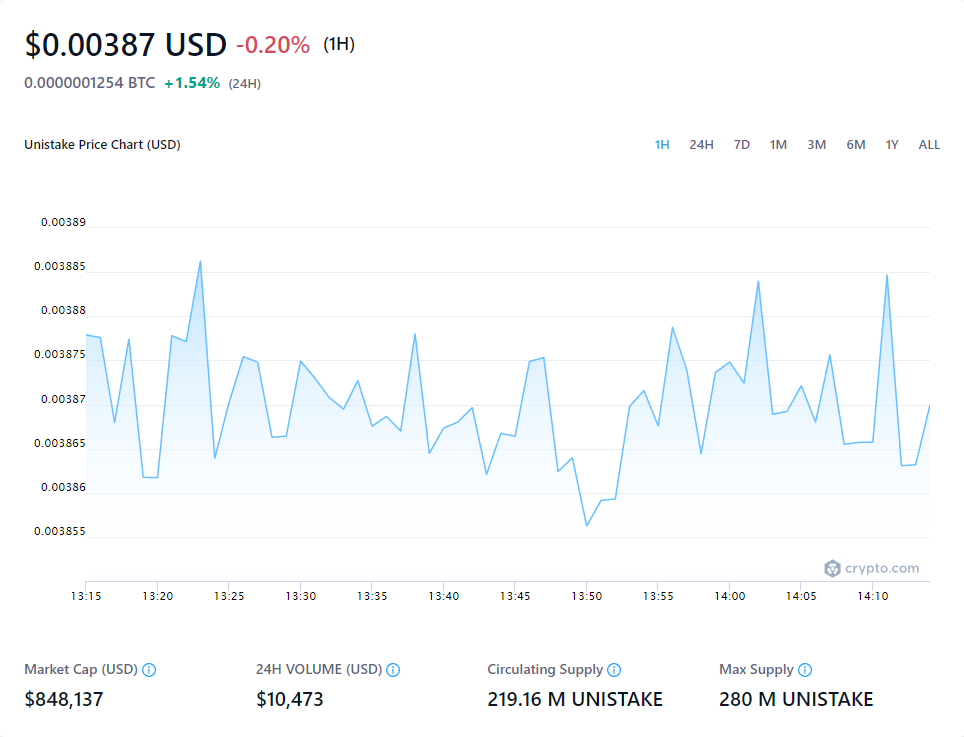 $0.00387 USD -0.20% (1H)
0.0000001254 BTC +1.54% (24H)
Unistake Price Chart (USD) 1H 24H 7D 1M 3M 6M 1Y ALL
0.00389
0.003885
0.00388
0.003875
0.00387
0.003865
0.00386
0.003855
crypto.com
13:15 13:20 13:25 13:30 13:35 13:40 13:45 13:50 13:55 14:00 14:05 14:10
Market Cap (USD) 24H VOLUME (USD) Circulating Supply Max Supply
$848,137 $10,473 219.16 M UNISTAKE 280 M UNISTAKE